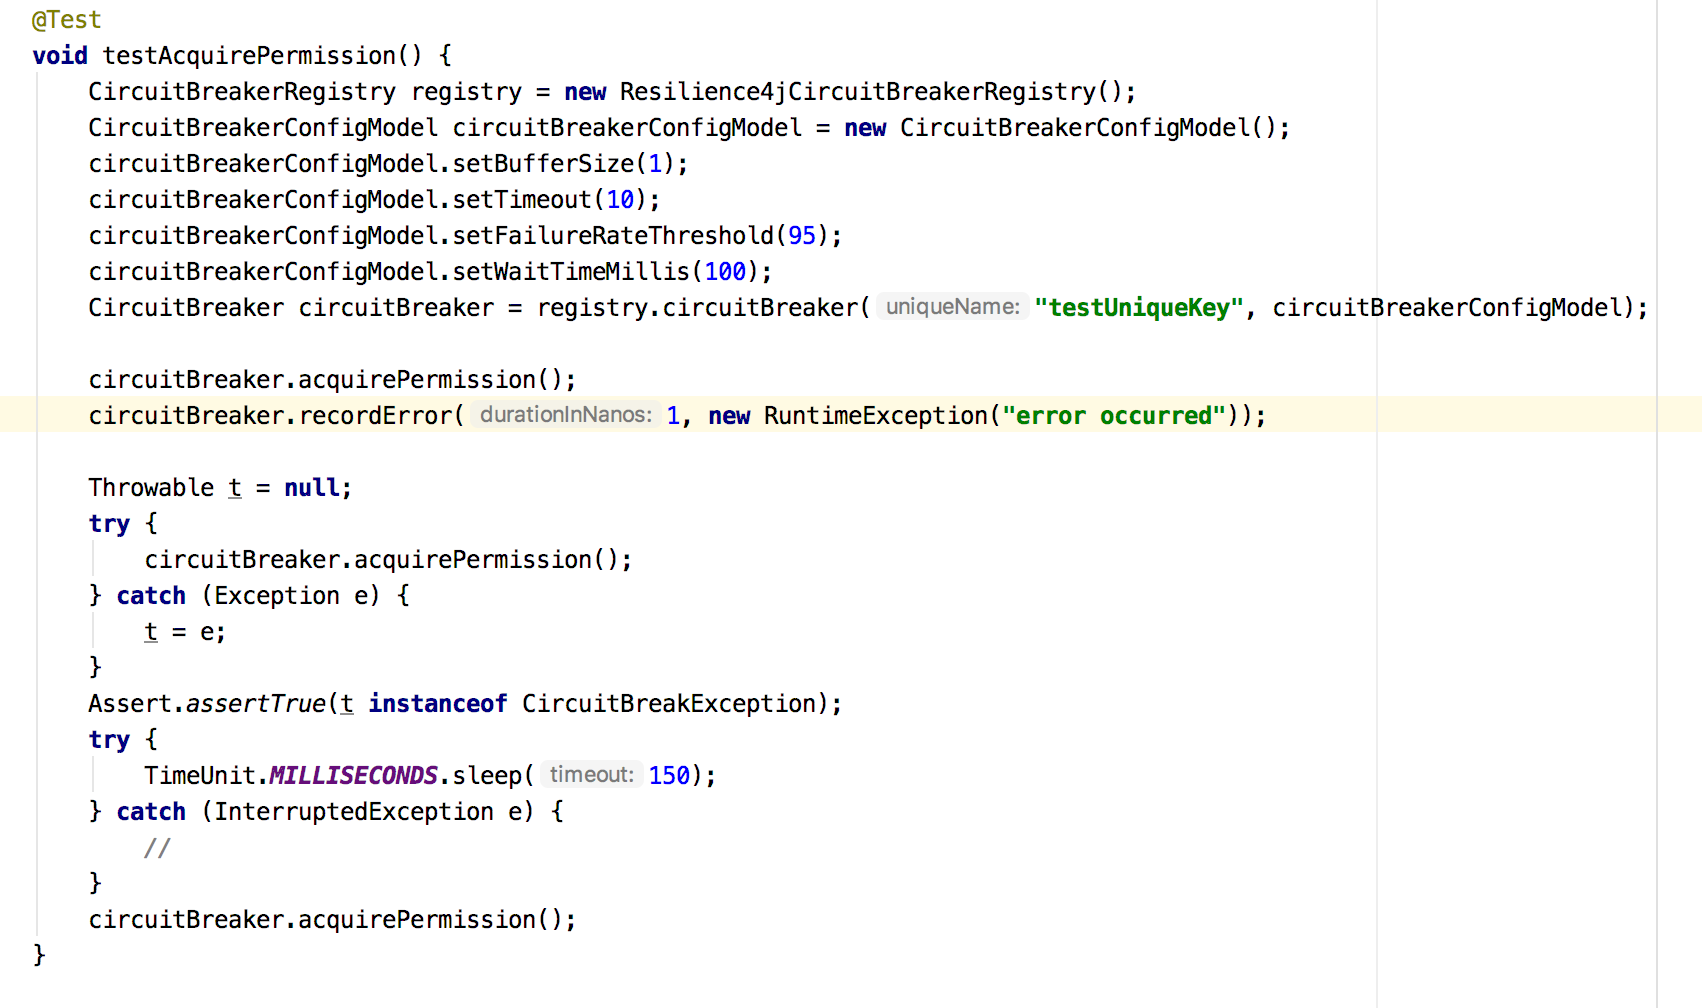 @Test
void testAcquirePermission() {
    CircuitBreakerRegistry registry = new Resilience4jCircuitBreakerRegistry();
    CircuitBreakerConfigModel circuitBreakerConfigModel = new CircuitBreakerConfigModel();
    circuitBreakerConfigModel.setBufferSize(1);
    circuitBreakerConfigModel.setTimeout(10);
    circuitBreakerConfigModel.setFailureRateThreshold(95);
    circuitBreakerConfigModel.setWaitTimeMillis(100);
    CircuitBreaker circuitBreaker = registry.circuitBreaker( uniqueName: "testUniqueKey", circuitBreakerConfigModel);

    circuitBreaker.acquirePermission();
    circuitBreaker.recordError( durationInNanos: 1, new RuntimeException("error occurred"));

    Throwable t = null;
    try {
        circuitBreaker.acquirePermission();
    } catch (Exception e) {
        t = e;
    }
    Assert.assertTrue(t instanceof CircuitBreakException);
    try {
        TimeUnit.MILLISECONDS.sleep( timeout: 150);
    } catch (InterruptedException e) {
        //
    }
    circuitBreaker.acquirePermission();
}